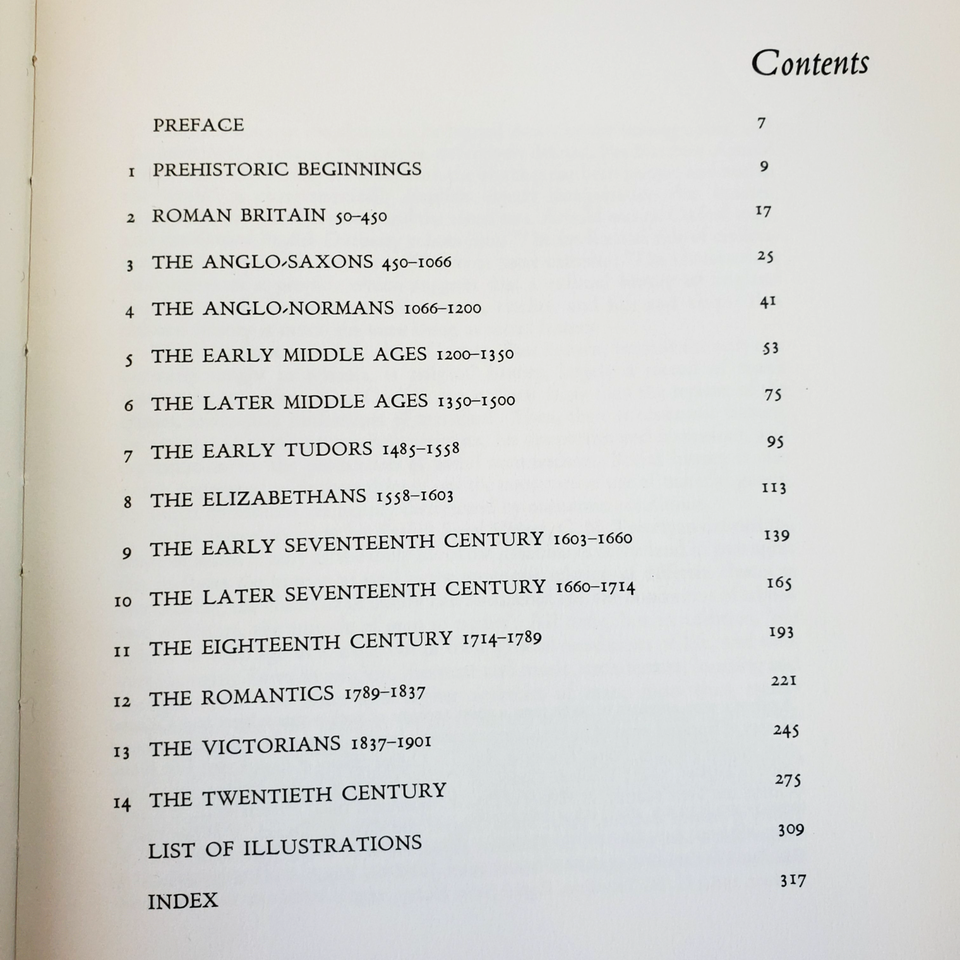 Contents
PREFACE 7
1 PREHISTORIC BEGINNINGS 9
2 ROMAN BRITAIN 50–450 17
3 THE ANGLO-SAXONS 450–1066 25
4 THE ANGLO-NORMANS 1066–1200 41
5 THE EARLY MIDDLE AGES 1200–1350 53
6 THE LATER MIDDLE AGES 1350–1500 75
7 THE EARLY TUDORS 1485–1558 95
8 THE ELIZABETHANS 1558–1603 113
9 THE EARLY SEVENTEENTH CENTURY 1603–1660 139
10 THE LATER SEVENTEENTH CENTURY 1660–1714 165
11 THE EIGHTEENTH CENTURY 1714–1789 193
12 THE ROMANTICS 1789–1837 221
13 THE VICTORIANS 1837–1901 245
14 THE TWENTIETH CENTURY 275
LIST OF ILLUSTRATIONS 309
INDEX 317